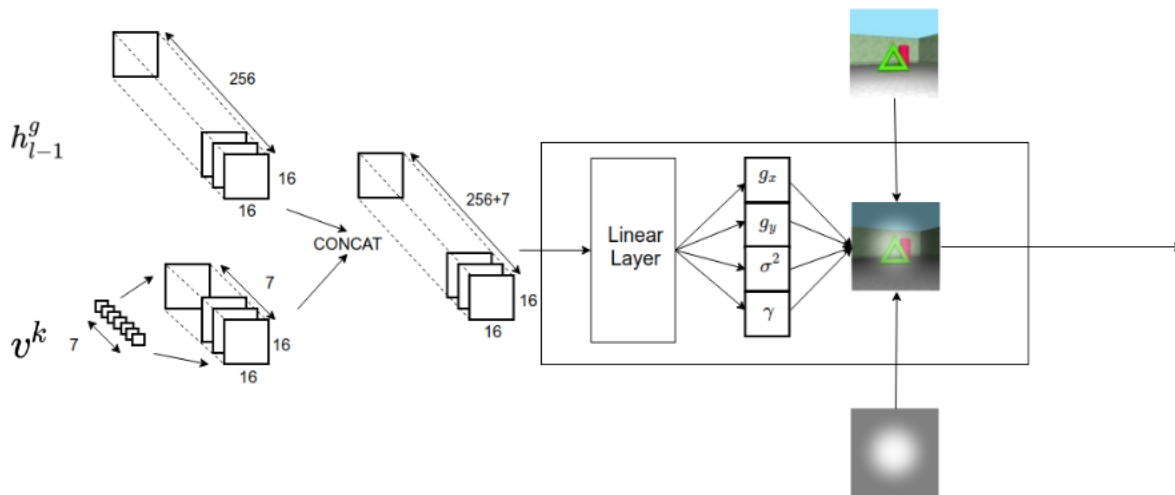 256
h^g_{l-1}
16
16
256+7
CONCAT
16
16
v^k
7
7
16
16
Linear
Layer
g_x
g_y
σ^2
γ